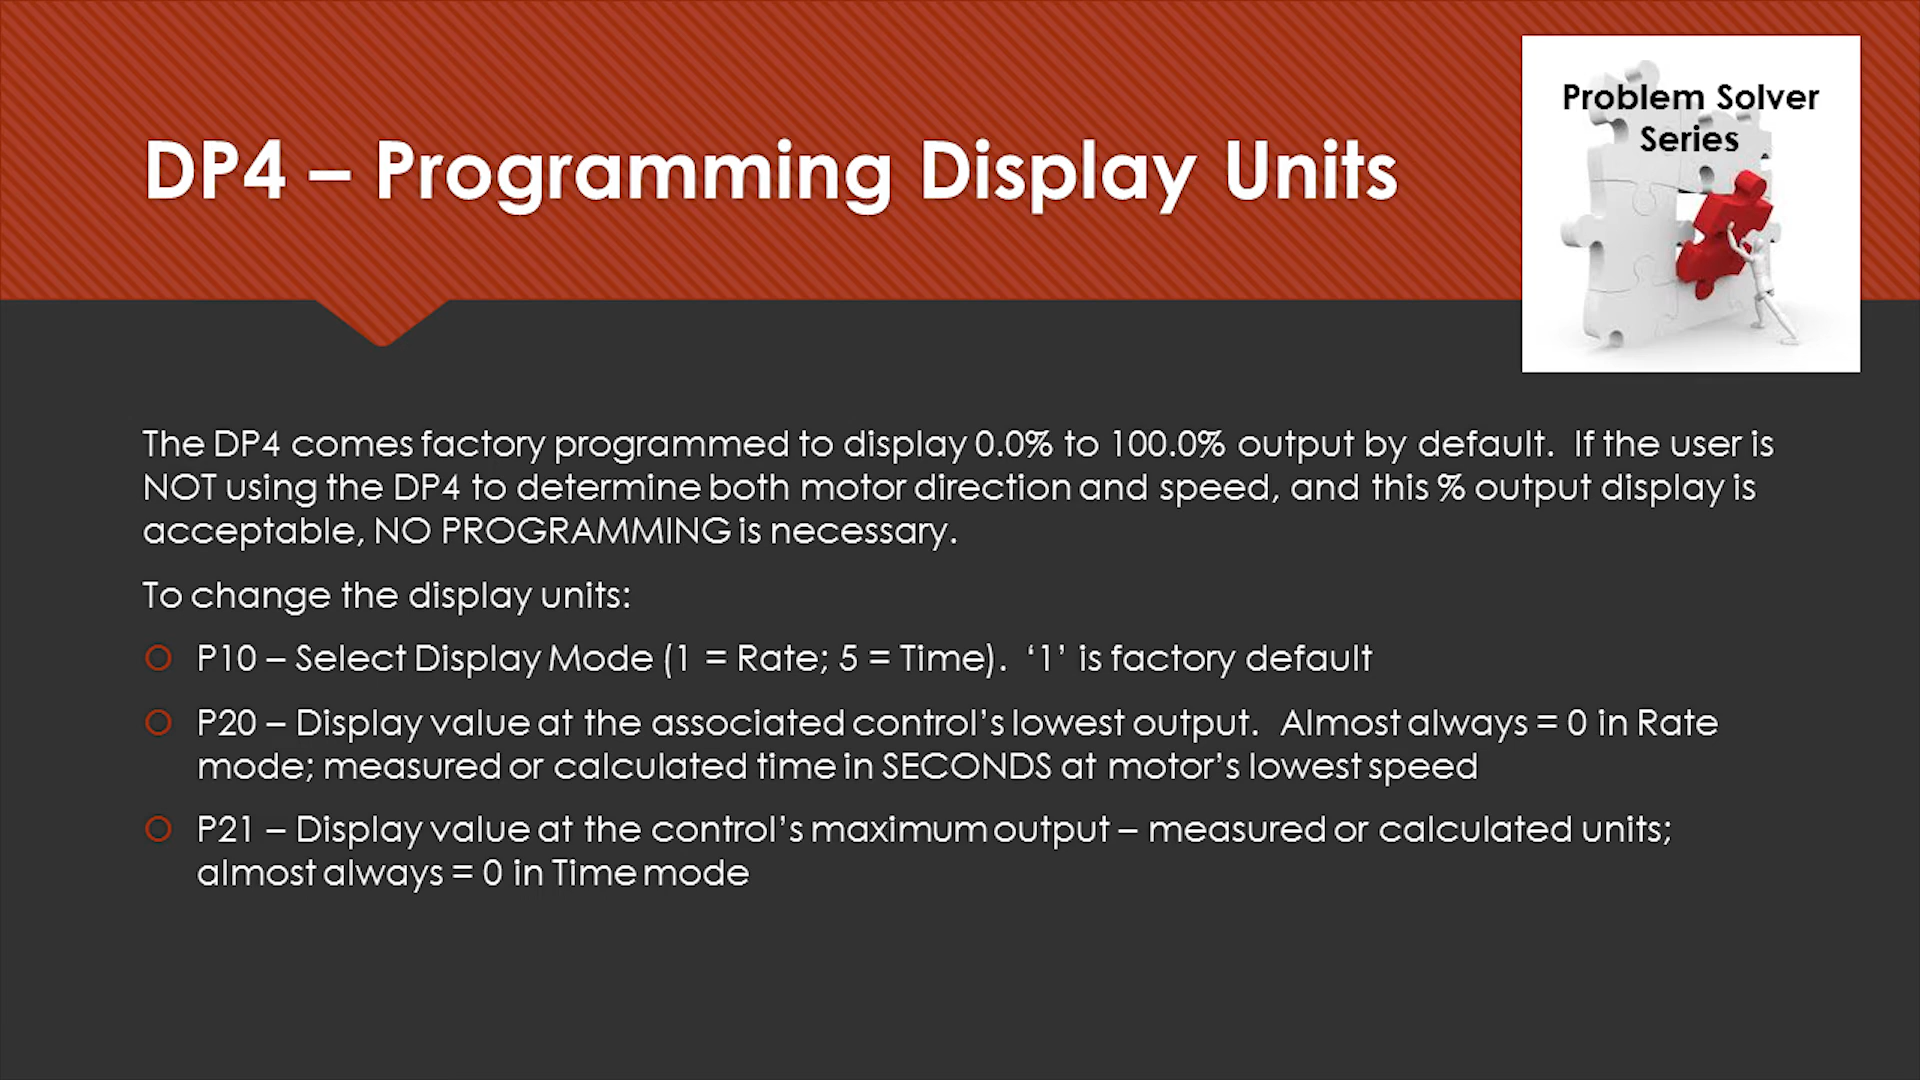 Problem Solver
Series
DP4 – Programming Display Units
The DP4 comes factory programmed to display 0.0% to 100.0% output by default.  If the user is
NOT using the DP4 to determine both motor direction and speed, and this % output display is
acceptable, NO PROGRAMMING is necessary.
To change the display units:
P10 – Select Display Mode (1 = Rate; 5 = Time).  ‘1’ is factory default
P20 – Display value at the associated control’s lowest output.  Almost always = 0 in Rate
mode; measured or calculated time in SECONDS at motor’s lowest speed
P21 – Display value at the control’s maximum output – measured or calculated units;
almost always = 0 in Time mode